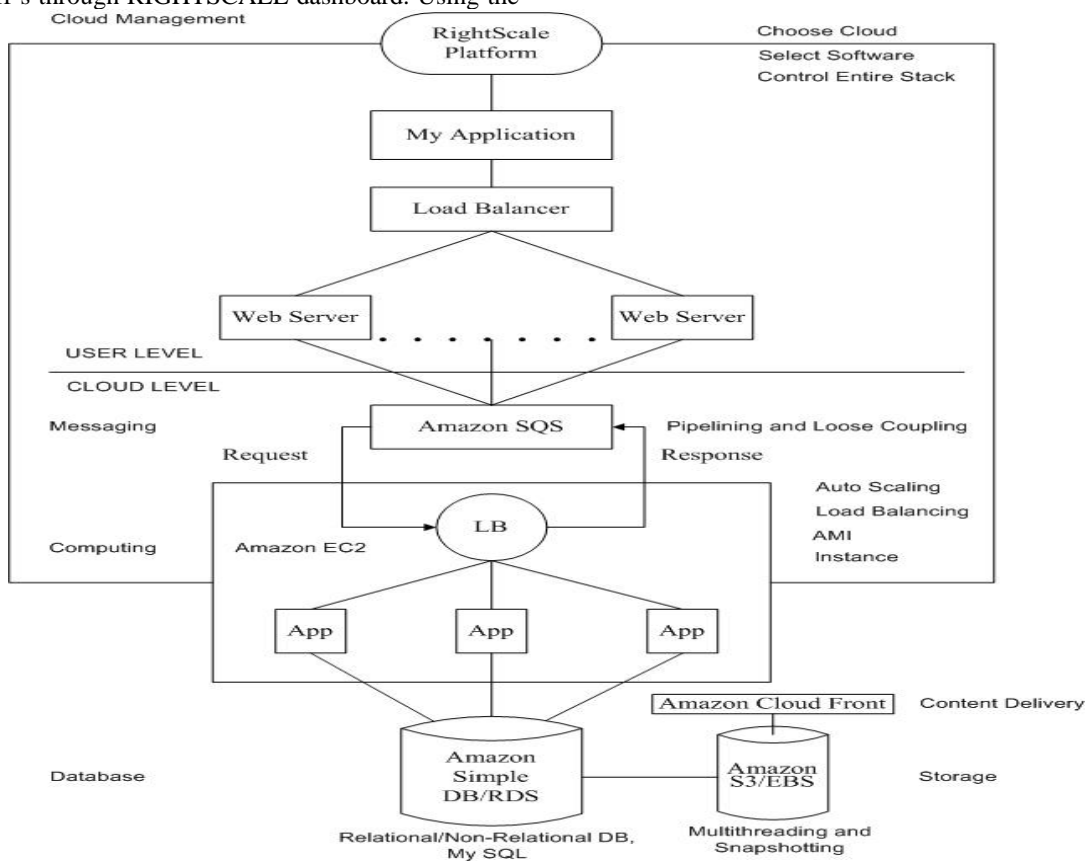 through RIGHTSCALE dashboard. Using the
Cloud Management
RightScale
Platform
Choose Cloud
Select Software
Control Entire Stack
My Application
Load Balancer
Web Server
Web Server
USER LEVEL
CLOUD LEVEL
Messaging
Amazon SQS
Pipelining and Loose Coupling
Request
Response
Auto Scaling
Load Balancing
AMI
Instance
LB
Computing
Amazon EC2
App
App
App
Amazon Cloud Front
Content Delivery
Database
Amazon
Simple
DB/RDS
Amazon
S3/EBS
Storage
Relational/Non-Relational DB,
My SQL
Multithreading and
Snapshotting